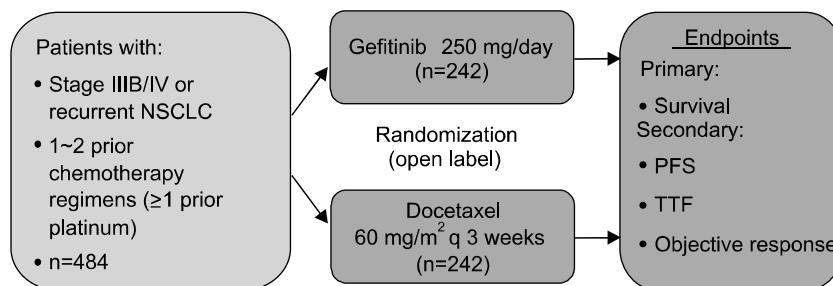 Patients with:
• Stage IIIB/IV or
recurrent NSCLC
• 1~2 prior
chemotherapy
regimens (≥1 prior
platinum)
• n=484
Gefitinib 250 mg/day
(n=242)
Randomization
(open label)
Docetaxel
60 mg/m² q 3 weeks
(n=242)
Endpoints
Primary:
• Survival
Secondary:
• PFS
• TTF
• Objective response